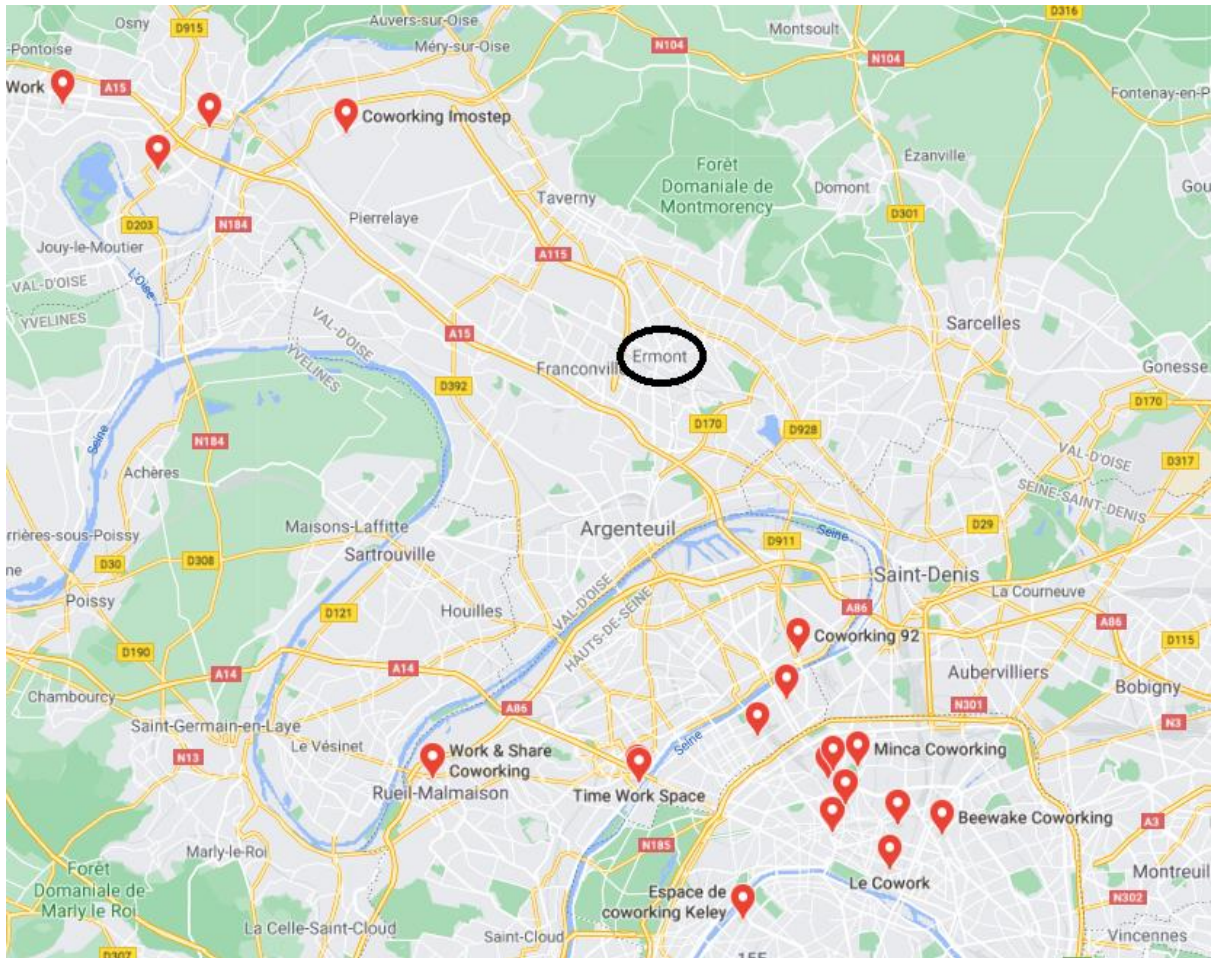 Osny
D915
Auvers-sur-Oise
Méry-sur-Oise
Montsoult
D316
-Pontoise
N104
N104
Work
A15
Fontenay-en-P
Coworking Imostep
Ézanville
Forêt
Domaniale de
Montmorency
Domont
Gou
Taverny
D301
Pierrelaye
D203
N184
Jouy-le-Moutier
A115
L'Oise
VAL-D'OISE
YVELINES
VAL-D'OISE
YVELINES
A15
Sarcelles
Ermont
Franconville
Gonesse
D392
D170
D170
D928
Seine
N184
VAL-D'OISE
SEINE-SAINT-DENIS
D317
Achères
Maisons-Laffitte
Argenteuil
Seine
D29
rrières-sous-Poissy
Sartrouville
D911
ne
D30
D308
Saint-Denis
Poissy
VAL-D'OISE
HAUTS-DE-SEINE
La Courneuve
D121
Houilles
A86
A86
Coworking 92
D115
D190
A14
A14
Aubervilliers
Chambourcy
Bobigny
A86
N301
Saint-Germain-en-Laye
N3
Le Vésinet
Seine
N13
Work & Share
Coworking
Minca Coworking
Rueil-Malmaison
Time Work Space
Beewake Coworking
A3
N185
Marly-le-Roi
Montreuil
Forêt
Domaniale de
Marly le Roi
Le Cowork
Espace de
coworking Keley
N302
La Celle-Saint-Cloud
Saint-Cloud
Vincennes
D307
15E